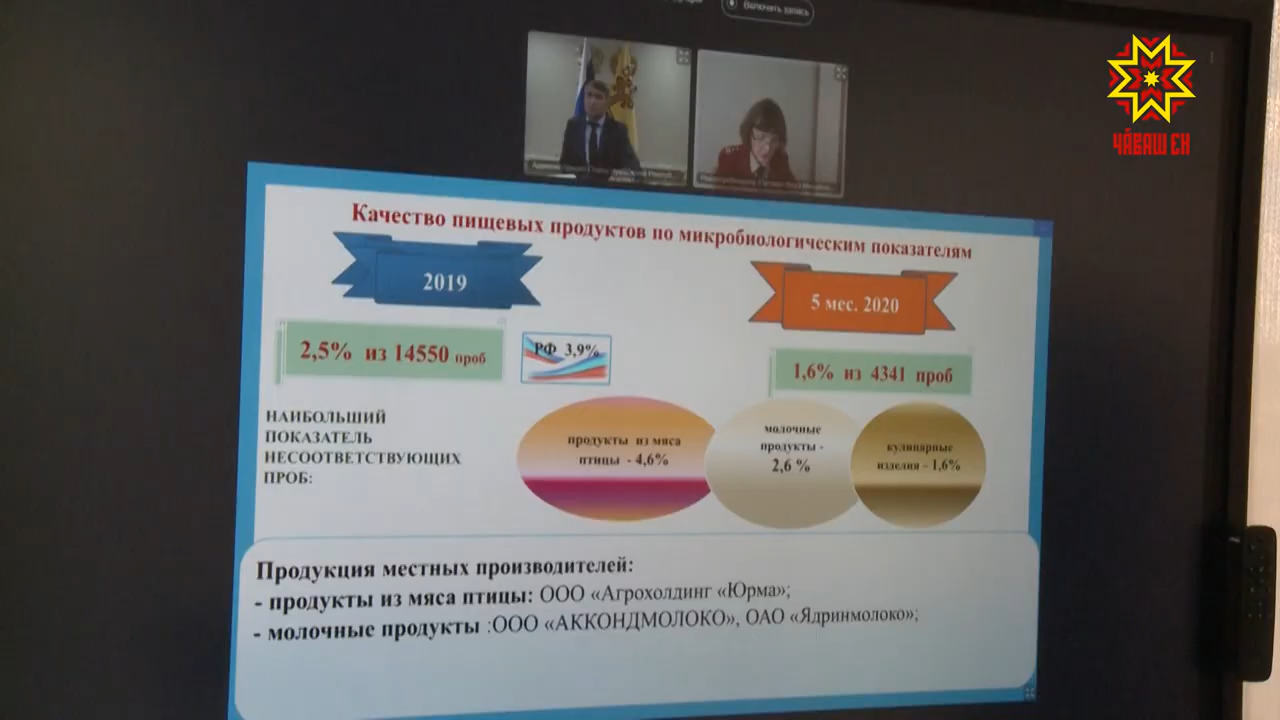 Включить запись
ЧӐВАШ ЕН
Качество пищевых продуктов по микробиологическим показателям
2019
5 мес. 2020
2,5% из 14550 проб
РФ 3,9%
1,6% из 4341 проб
НАИБОЛЬШИЙ
ПОКАЗАТЕЛЬ
НЕСООТВЕТСТВУЮЩИХ
ПРОБ:
продукты из мяса
птицы - 4,6%
молочные
продукты -
2,6 %
кулинарные
изделия – 1,6%
Продукция местных производителей:
- продукты из мяса птицы: ООО «Агрохолдинг «Юрма»;
- молочные продукты :ООО «АККОНДМОЛОКО», ОАО «Ядринмолоко»;